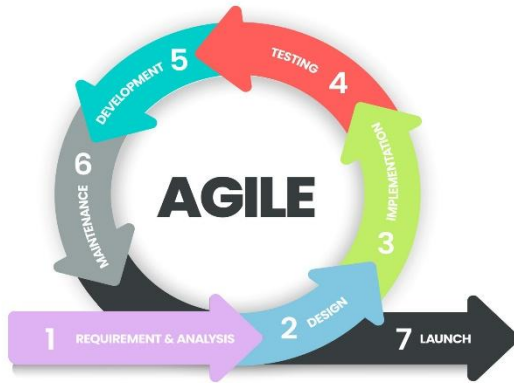 AGILE
1 REQUIREMENT & ANALYSIS
2 DESIGN
3 IMPLEMENTATION
4 TESTING
5 DEVELOPMENT
6 MAINTENANCE
7 LAUNCH